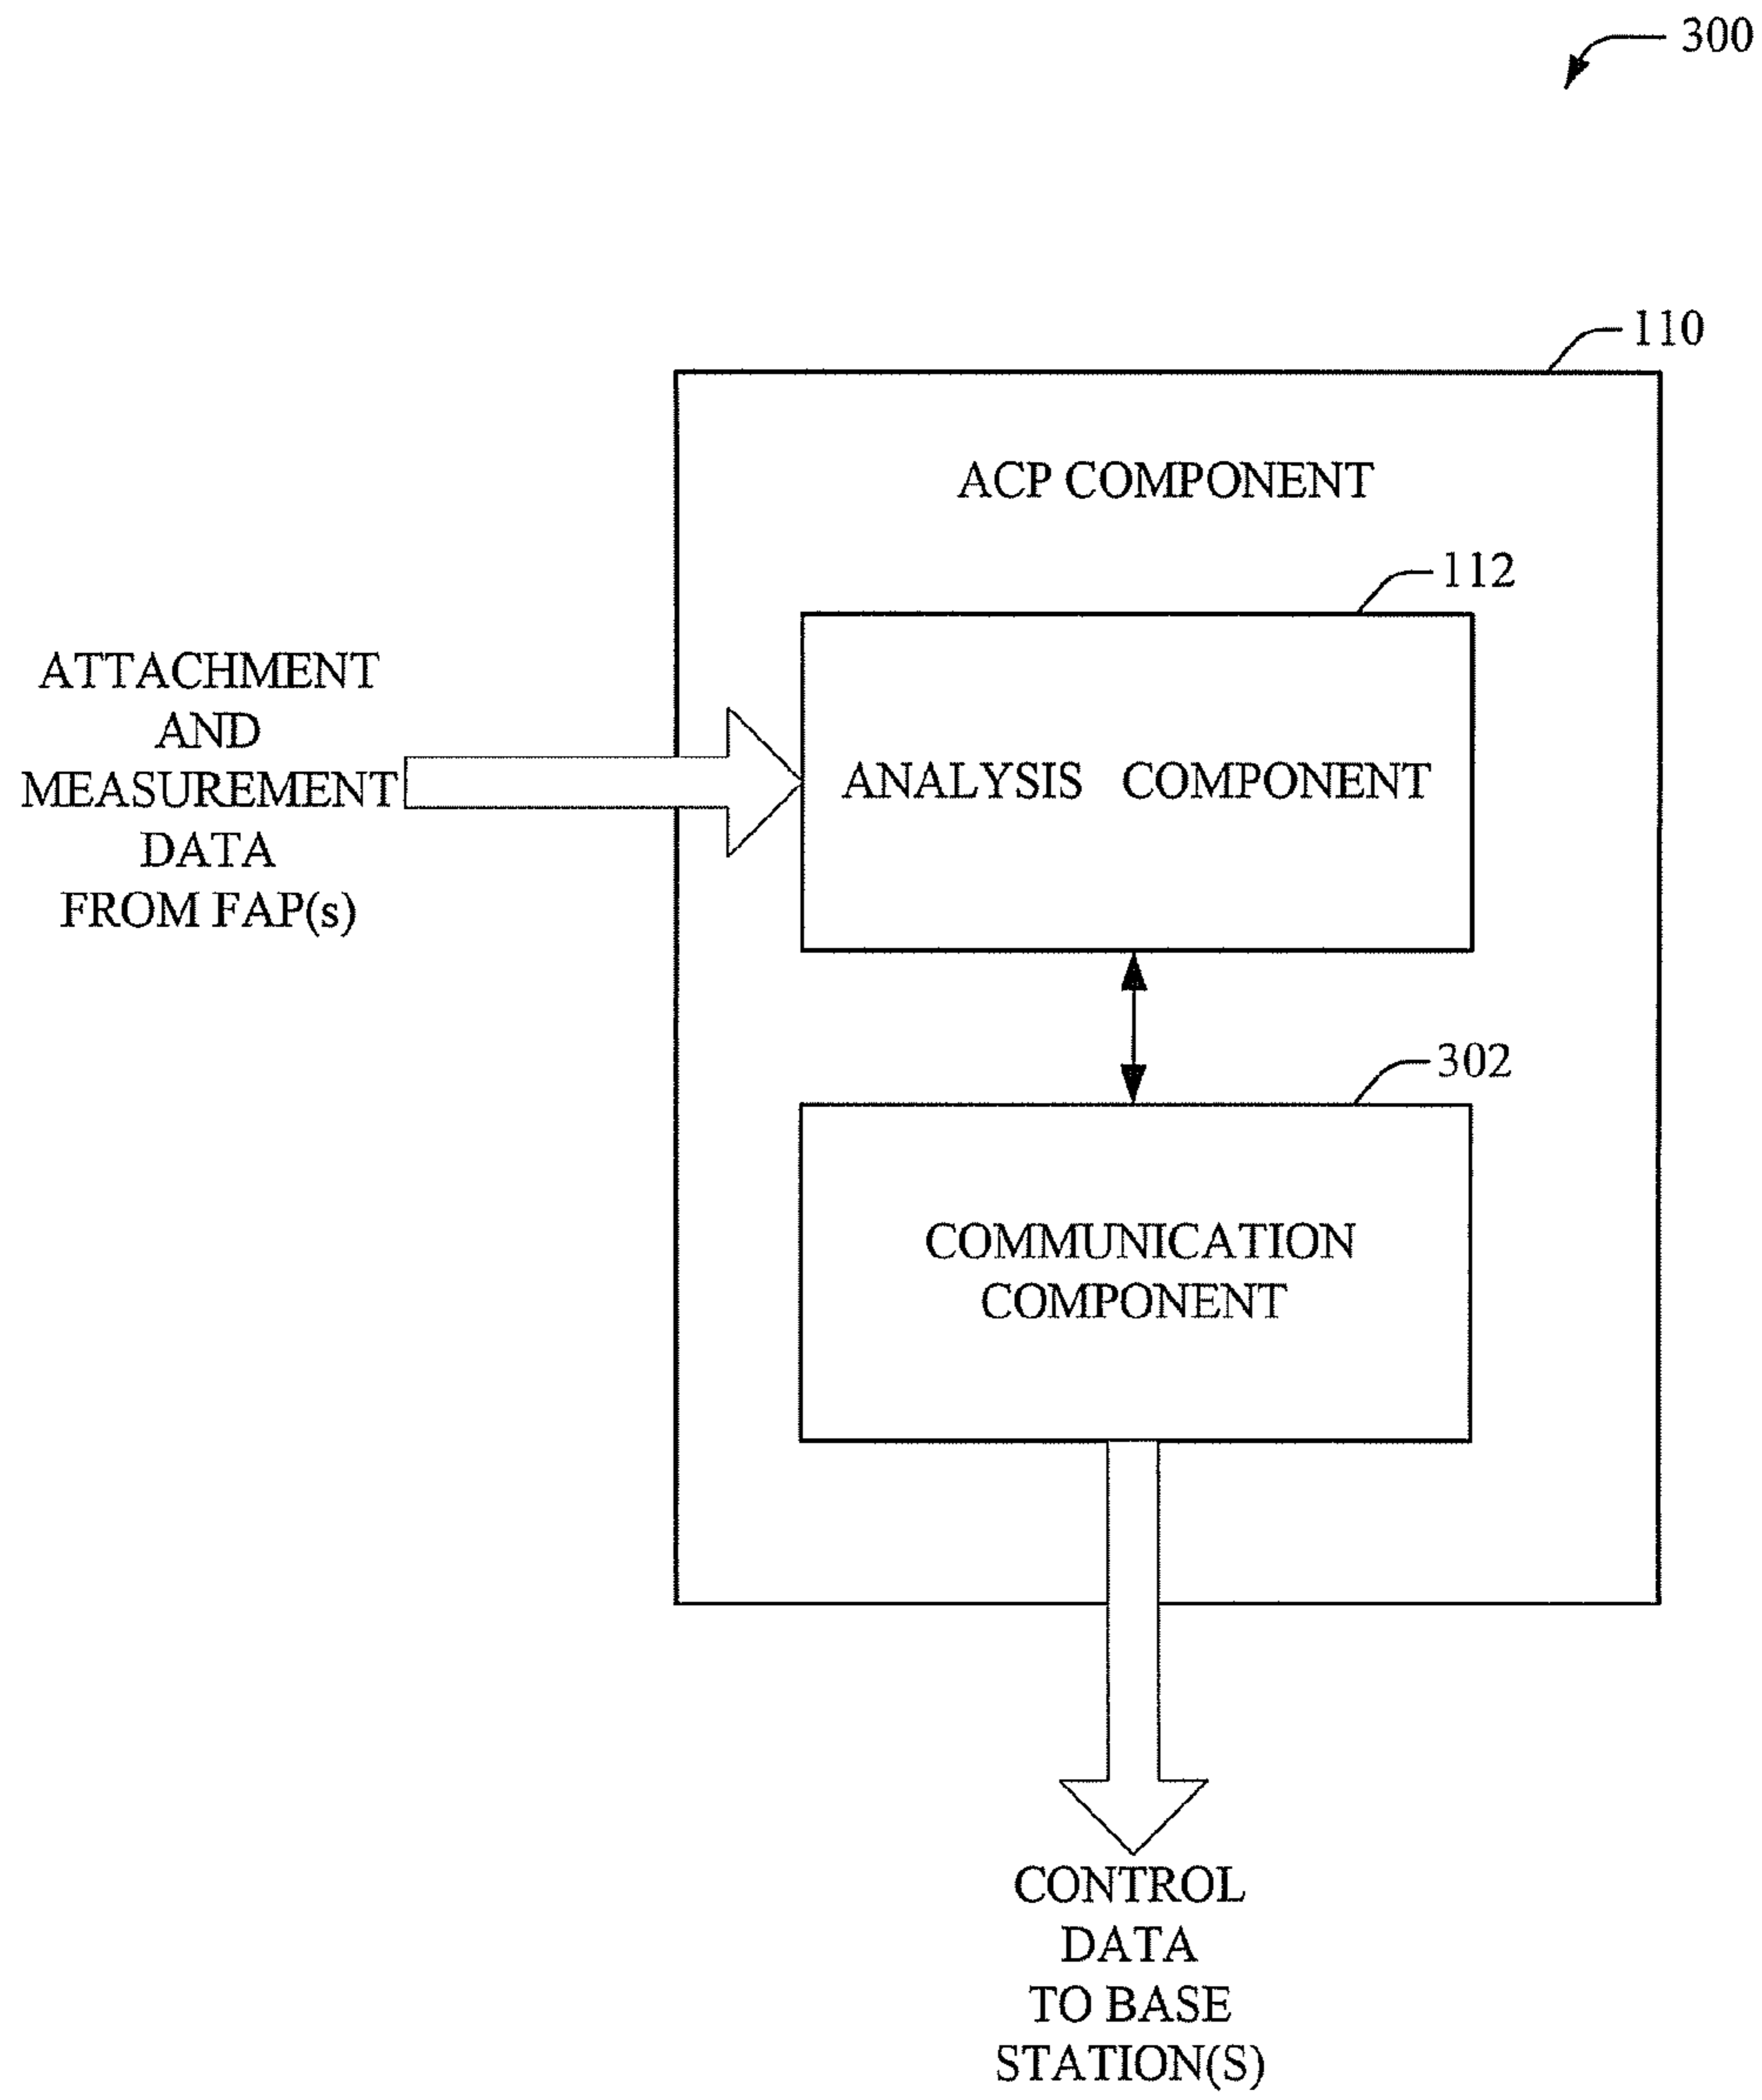 300
110
ACP COMPONENT
112
ATTACHMENT
AND
MEASUREMENT
DATA
FROM FAP(s)
ANALYSIS COMPONENT
302
COMMUNICATION
COMPONENT
CONTROL
DATA
TO BASE
STATION(S)